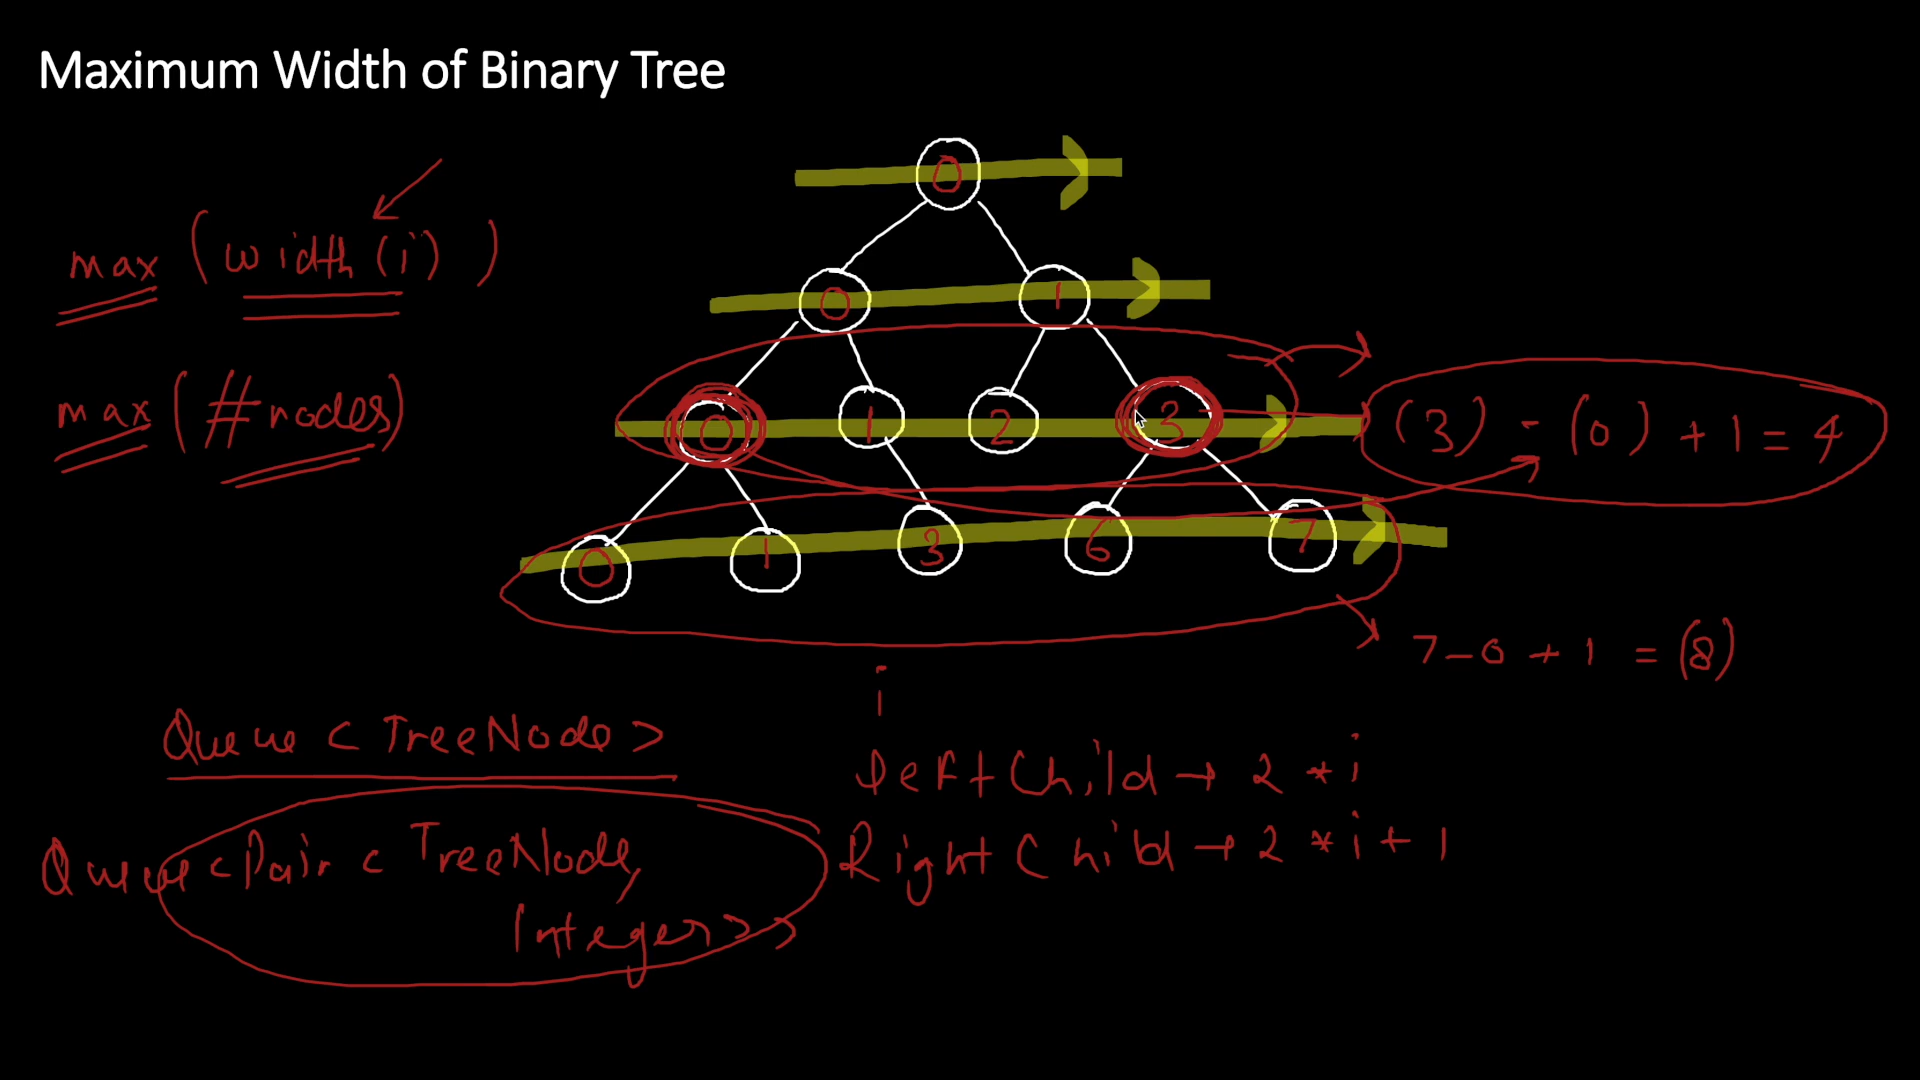 Maximum Width of Binary Tree
max (width (i))
max (#nodes)
0
0 1
0 1 2 3
(3) - (0) + 1 = 4
0 1 3 6 7
7 - 0 + 1 = (8)
i
Queue < TreeNode >
leftChild → 2 * i
Queue < Pair < TreeNode,
Integer >>
Right Child → 2 * i + 1